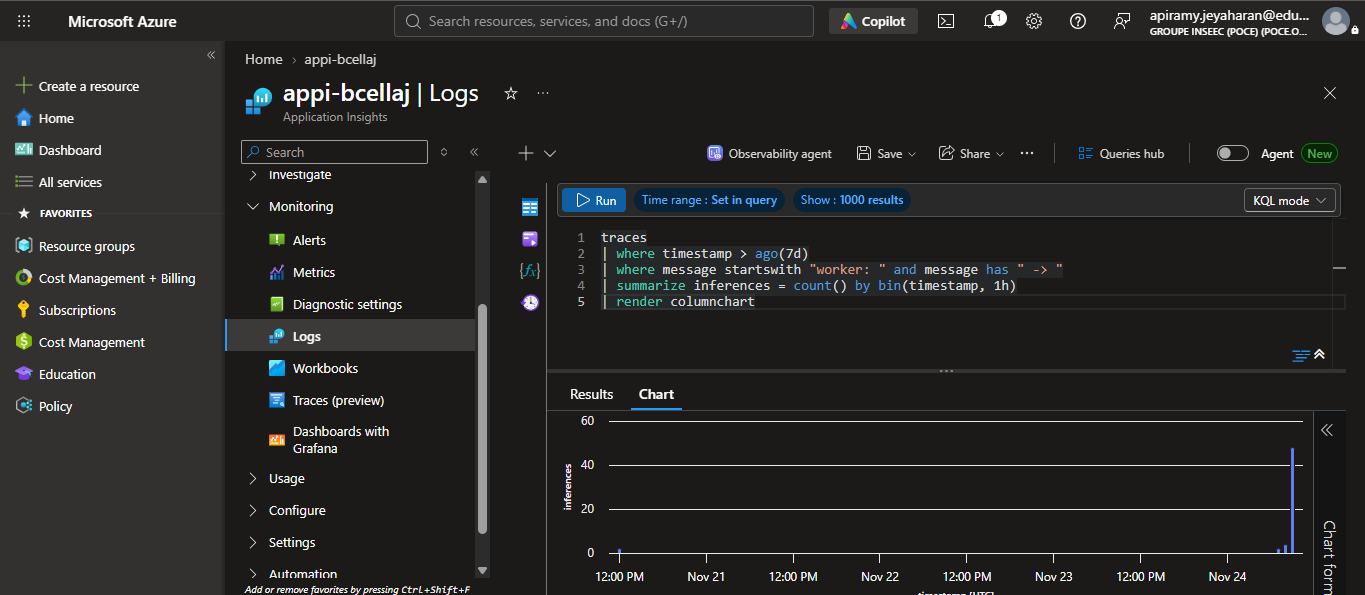 Microsoft Azure
Search resources, services, and docs (G+/)
Copilot
1
apiramy.jeyaharan@edu...
GROUPE INSEEC (POCE) (POCE.O...
Create a resource
Home
Dashboard
All services
FAVORITES
Resource groups
Cost Management + Billing
Subscriptions
Cost Management
Education
Policy
Home > appi-bcellaj
appi-bcellaj | Logs
Application Insights
Search
Investigate
Monitoring
Alerts
Metrics
Diagnostic settings
Logs
Workbooks
Traces (preview)
Dashboards with
Grafana
Usage
Configure
Settings
Automation
Add or remove favorites by pressing Ctrl+Shift+F
Observability agent
Save
Share
Queries hub
Agent
New
Run
Time range : Set in query
Show : 1000 results
KQL mode
1 traces
2 | where timestamp > ago(7d)
3 | where message startswith "worker: " and message has " -> "
4 | summarize inferences = count() by bin(timestamp, 1h)
5 | render columnchart
Results
Chart
60
40
20
0
inferences
12:00 PM
Nov 21
12:00 PM
Nov 22
12:00 PM
Nov 23
12:00 PM
Nov 24
timestamp [UTC]
Chart form